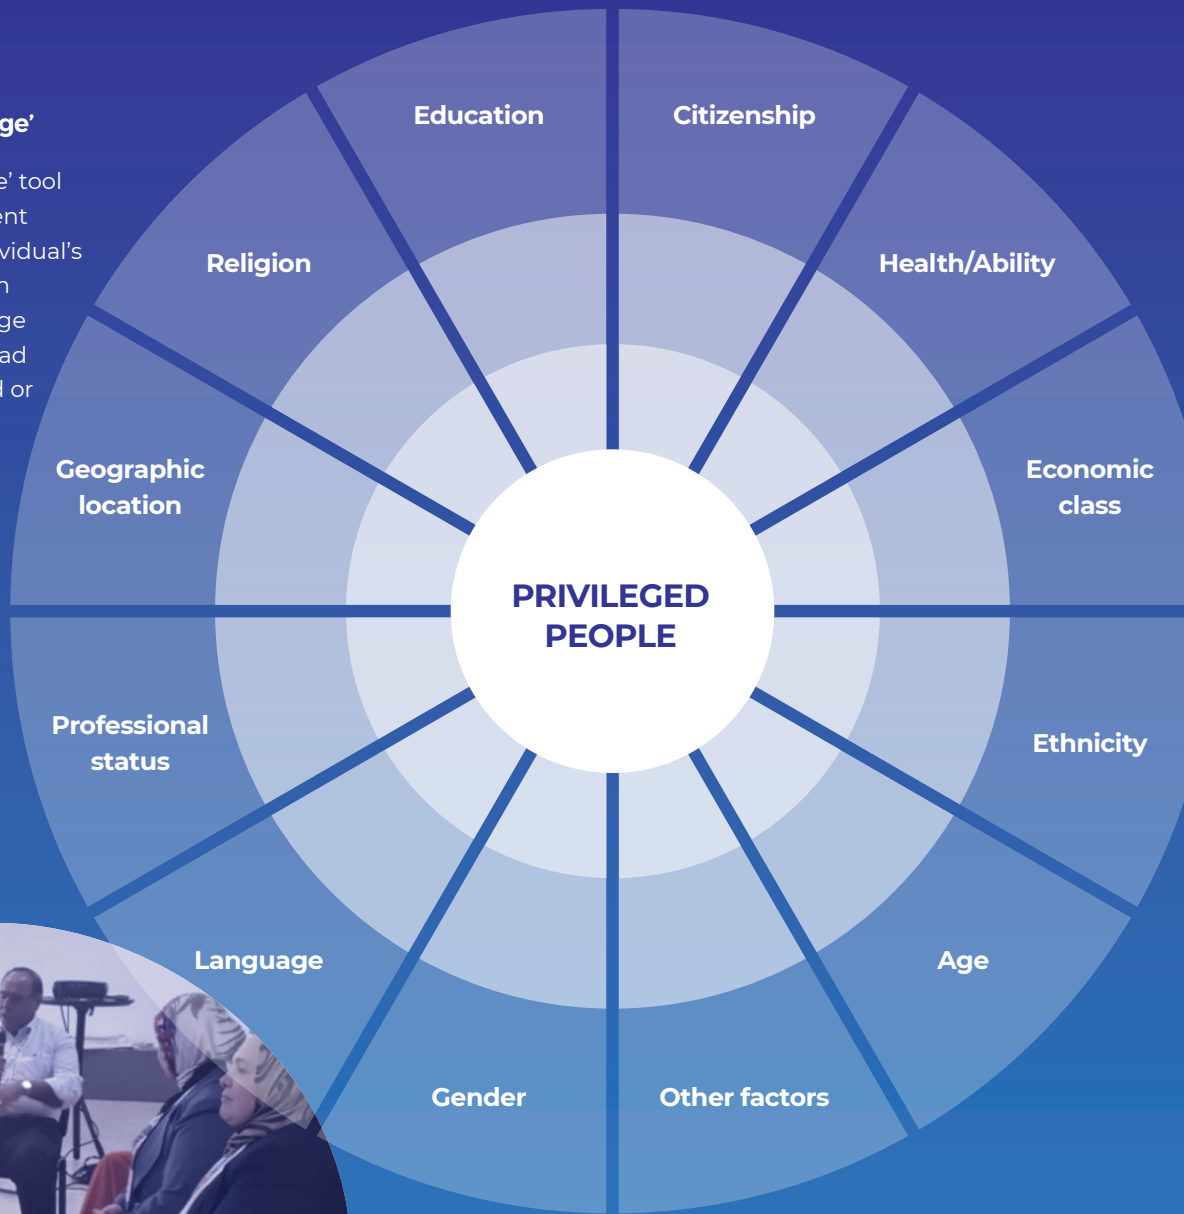 ge’
e’ tool
ent
vidual’s
n
ge
ad
d or
Education
Citizenship
Religion
Health/Ability
Geographic
location
Economic
class
PRIVILEGED
PEOPLE
Professional
status
Ethnicity
Language
Age
Gender
Other factors